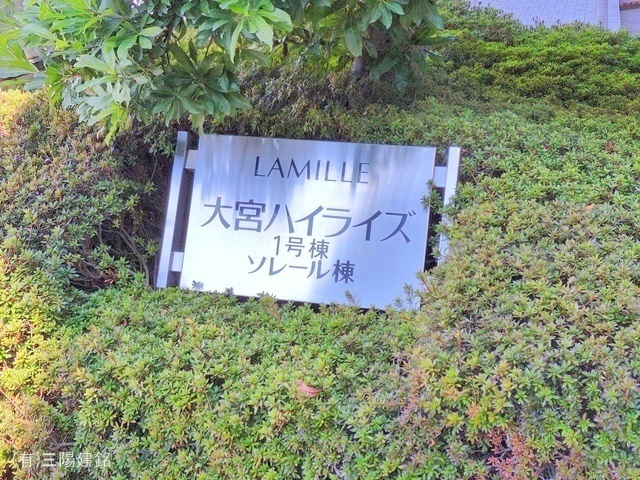 LAMILLE
大宮ハイライズ
1号棟
ソレール棟
(有)三陽建銘